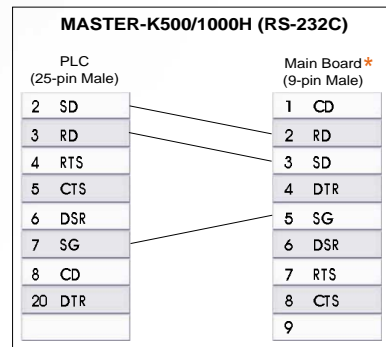 MASTER-K500/1000H (RS-232C)
PLC
(25-pin Male)
2 SD
3 RD
4 RTS
5 CTS
6 DSR
7 SG
8 CD
20 DTR
Main Board*
(9-pin Male)
1 CD
2 RD
3 SD
4 DTR
5 SG
6 DSR
7 RTS
8 CTS
9